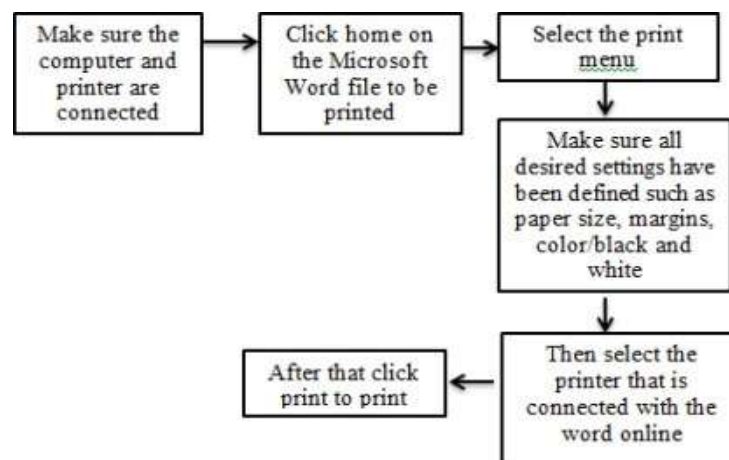 Make sure the
computer and
printer are
connected
Click home on
the Microsoft
Word file to be
printed
Select the print
menu
Make sure all
desired settings have
been defined such as
paper size, margins,
color/black and
white
Then select the
printer that is
connected with the
word online
After that click
print to print